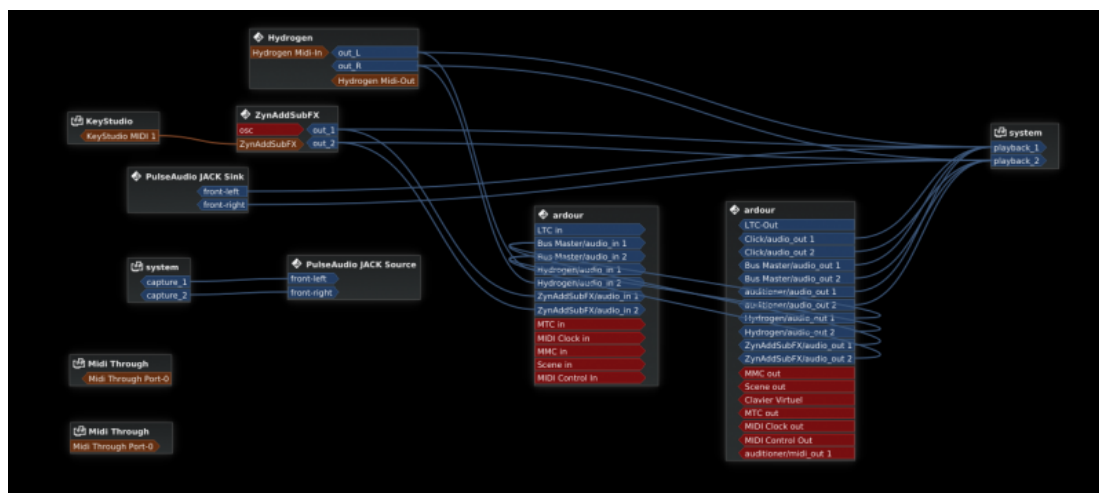 Hydrogen
Hydrogen Midi-In
out_L
out_R
Hydrogen Midi-Out
KeyStudio
KeyStudio MIDI 1
ZynAddSubFX
osc
out_1
ZynAddSubFX
out_2
PulseAudio JACK Sink
front-left
front-right
system
playback_1
playback_2
system
capture_1
capture_2
PulseAudio JACK Source
front-left
front-right
ardour
LTC in
Bus Master/audio_in 1
Bus Master/audio_in 2
Hydrogen/audio_in 1
Hydrogen/audio_in 2
ZynAddSubFX/audio_in 1
ZynAddSubFX/audio_in 2
MTC in
MIDI Clock in
MMC in
Scene in
MIDI Control In
ardour
LTC-Out
Click/audio_out 1
Click/audio_out 2
Bus Master/audio_out 1
Bus Master/audio_out 2
auditioner/audio_out 1
auditioner/audio_out 2
Hydrogen/audio_out 1
Hydrogen/audio_out 2
ZynAddSubFX/audio_out 1
ZynAddSubFX/audio_out 2
MMC out
Scene out
Clavier Virtuel
MTC out
MIDI Clock out
MIDI Control Out
auditioner/midi_out 1
Midi Through
Midi Through Port-0
Midi Through
Midi Through Port-0